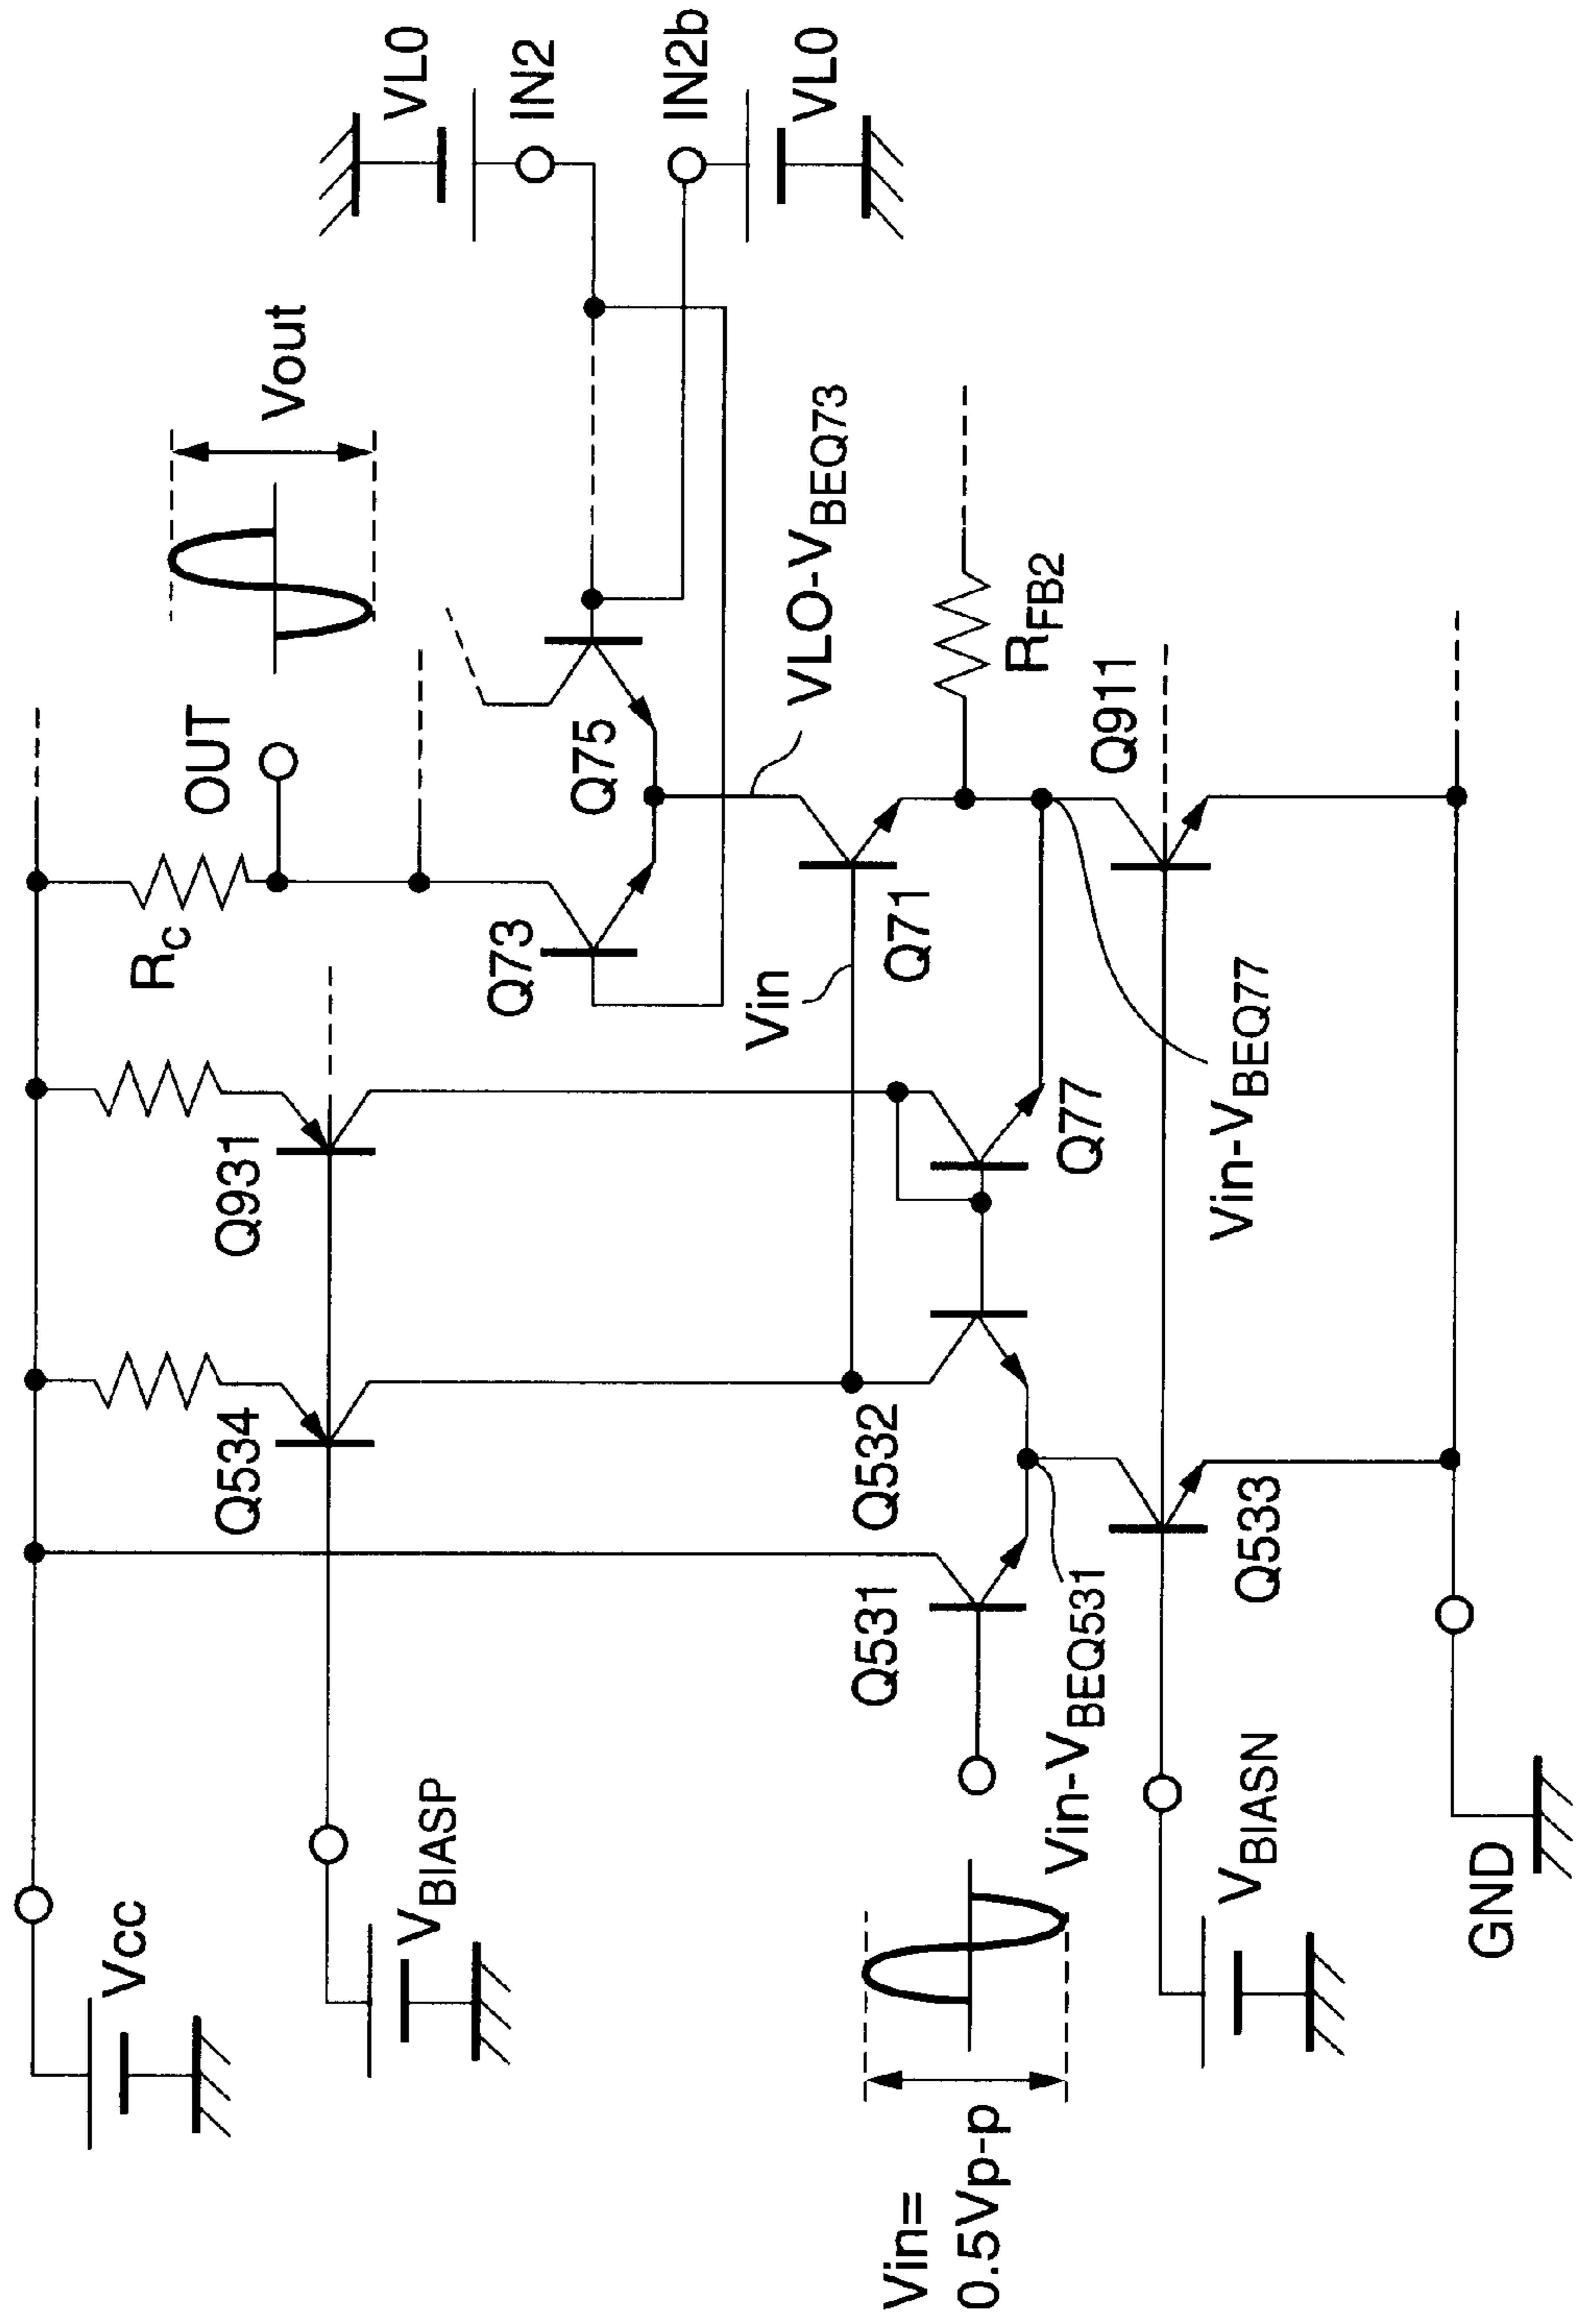 Vcc
VBIASP
Vin=
0.5Vp-p
VBIASN
GND
Q534
Q931
RC
OUT
Vout
VL0
IN2
IN2b
VL0
Q73
Q75
VLO-VBEQ73
Vin
Q71
RFB2
Q531
Q532
Q77
Vin-VBEQ531
Q533
Vin-VBEQ77
Q911